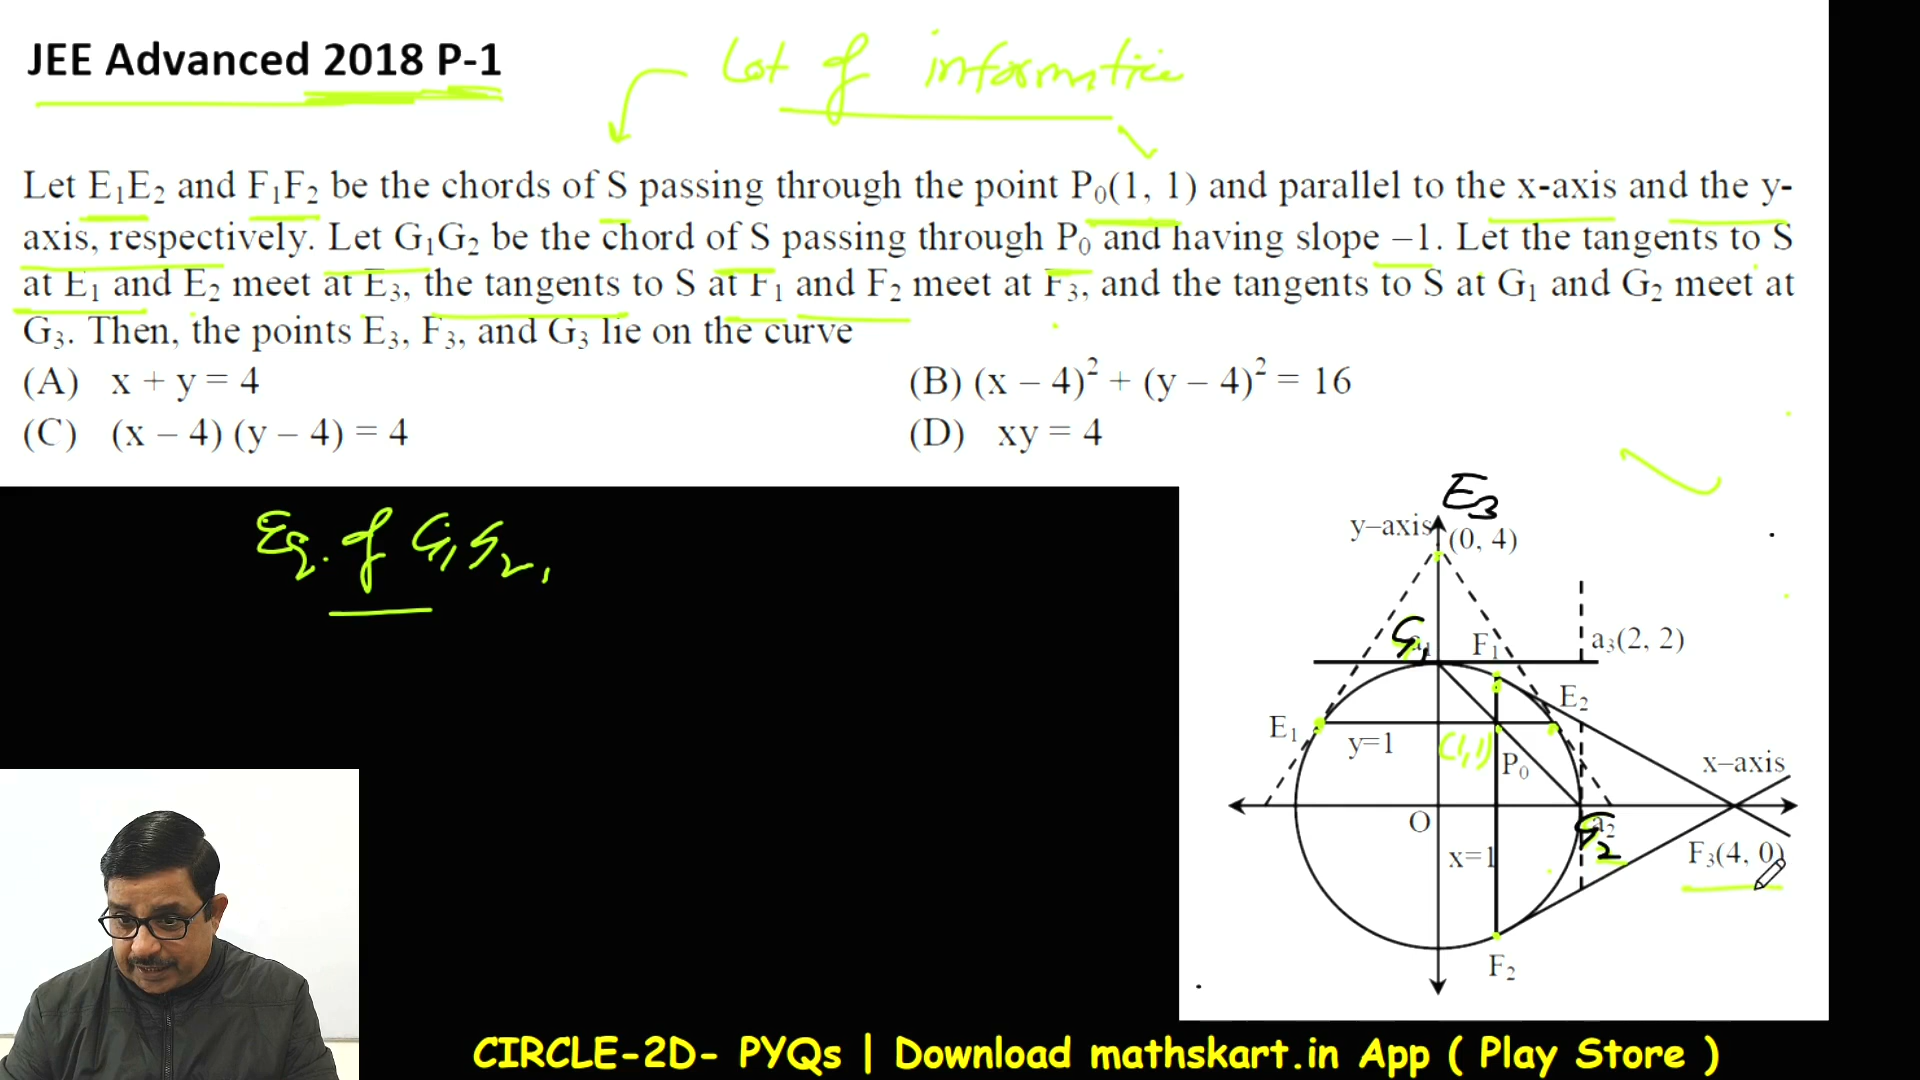 JEE Advanced 2018 P-1
Lot of information
Let E₁E₂ and F₁F₂ be the chords of S passing through the point P₀(1, 1) and parallel to the x-axis and the y-
axis, respectively. Let G₁G₂ be the chord of S passing through P₀ and having slope –1. Let the tangents to S
at E₁ and E₂ meet at E₃, the tangents to S at F₁ and F₂ meet at F₃, and the tangents to S at G₁ and G₂ meet at
G₃. Then, the points E₃, F₃, and G₃ lie on the curve
(A) x + y = 4
(B) (x – 4)² + (y – 4)² = 16
(C) (x – 4) (y – 4) = 4
(D) xy = 4
Eq. of G₁G₂,
E₃
y–axis
(0, 4)
G₁
F₁
a₃(2, 2)
E₂
E₁
y=1
(1,1)
P₀
x–axis
O
G₂
x=1
F₃(4, 0)
F₂
CIRCLE-2D- PYQs | Download mathskart.in App ( Play Store )